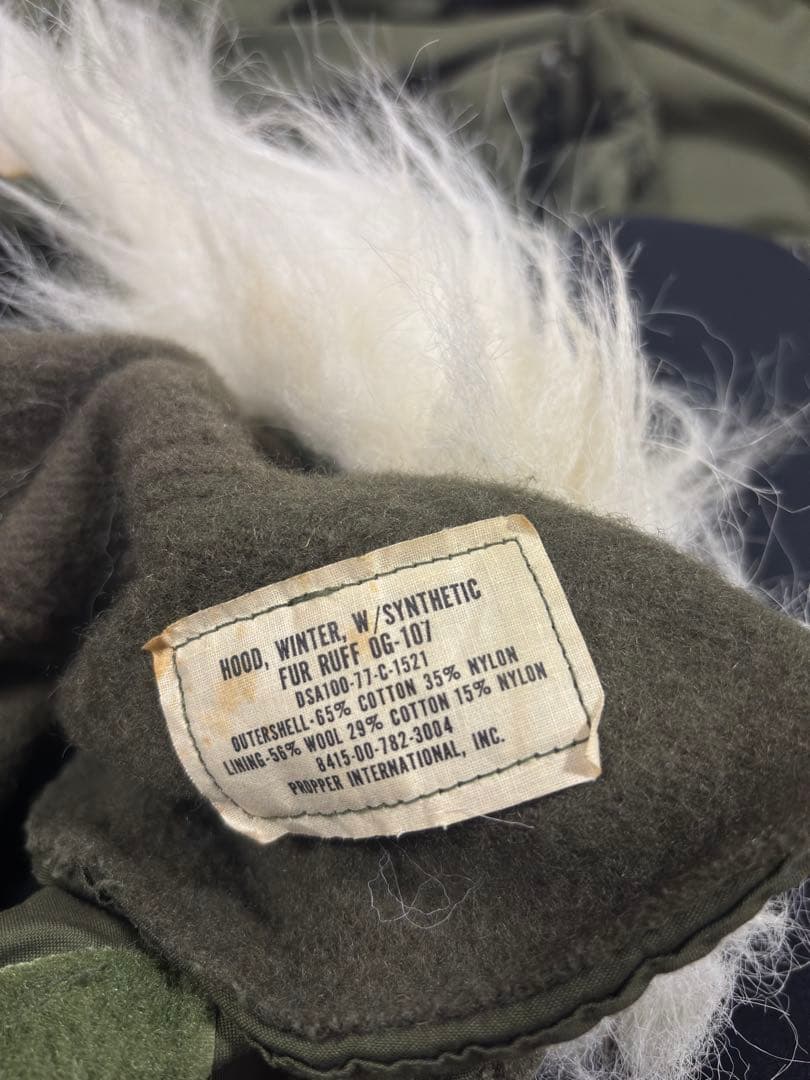 HOOD, WINTER, W/SYNTHETIC
FUR RUFF OG-107
DSA100-77-C-1521
OUTERSHELL-65% COTTON 35% NYLON
LINING-56% WOOL 29% COTTON 15% NYLON
8415-00-782-3004
PROPPER INTERNATIONAL, INC.